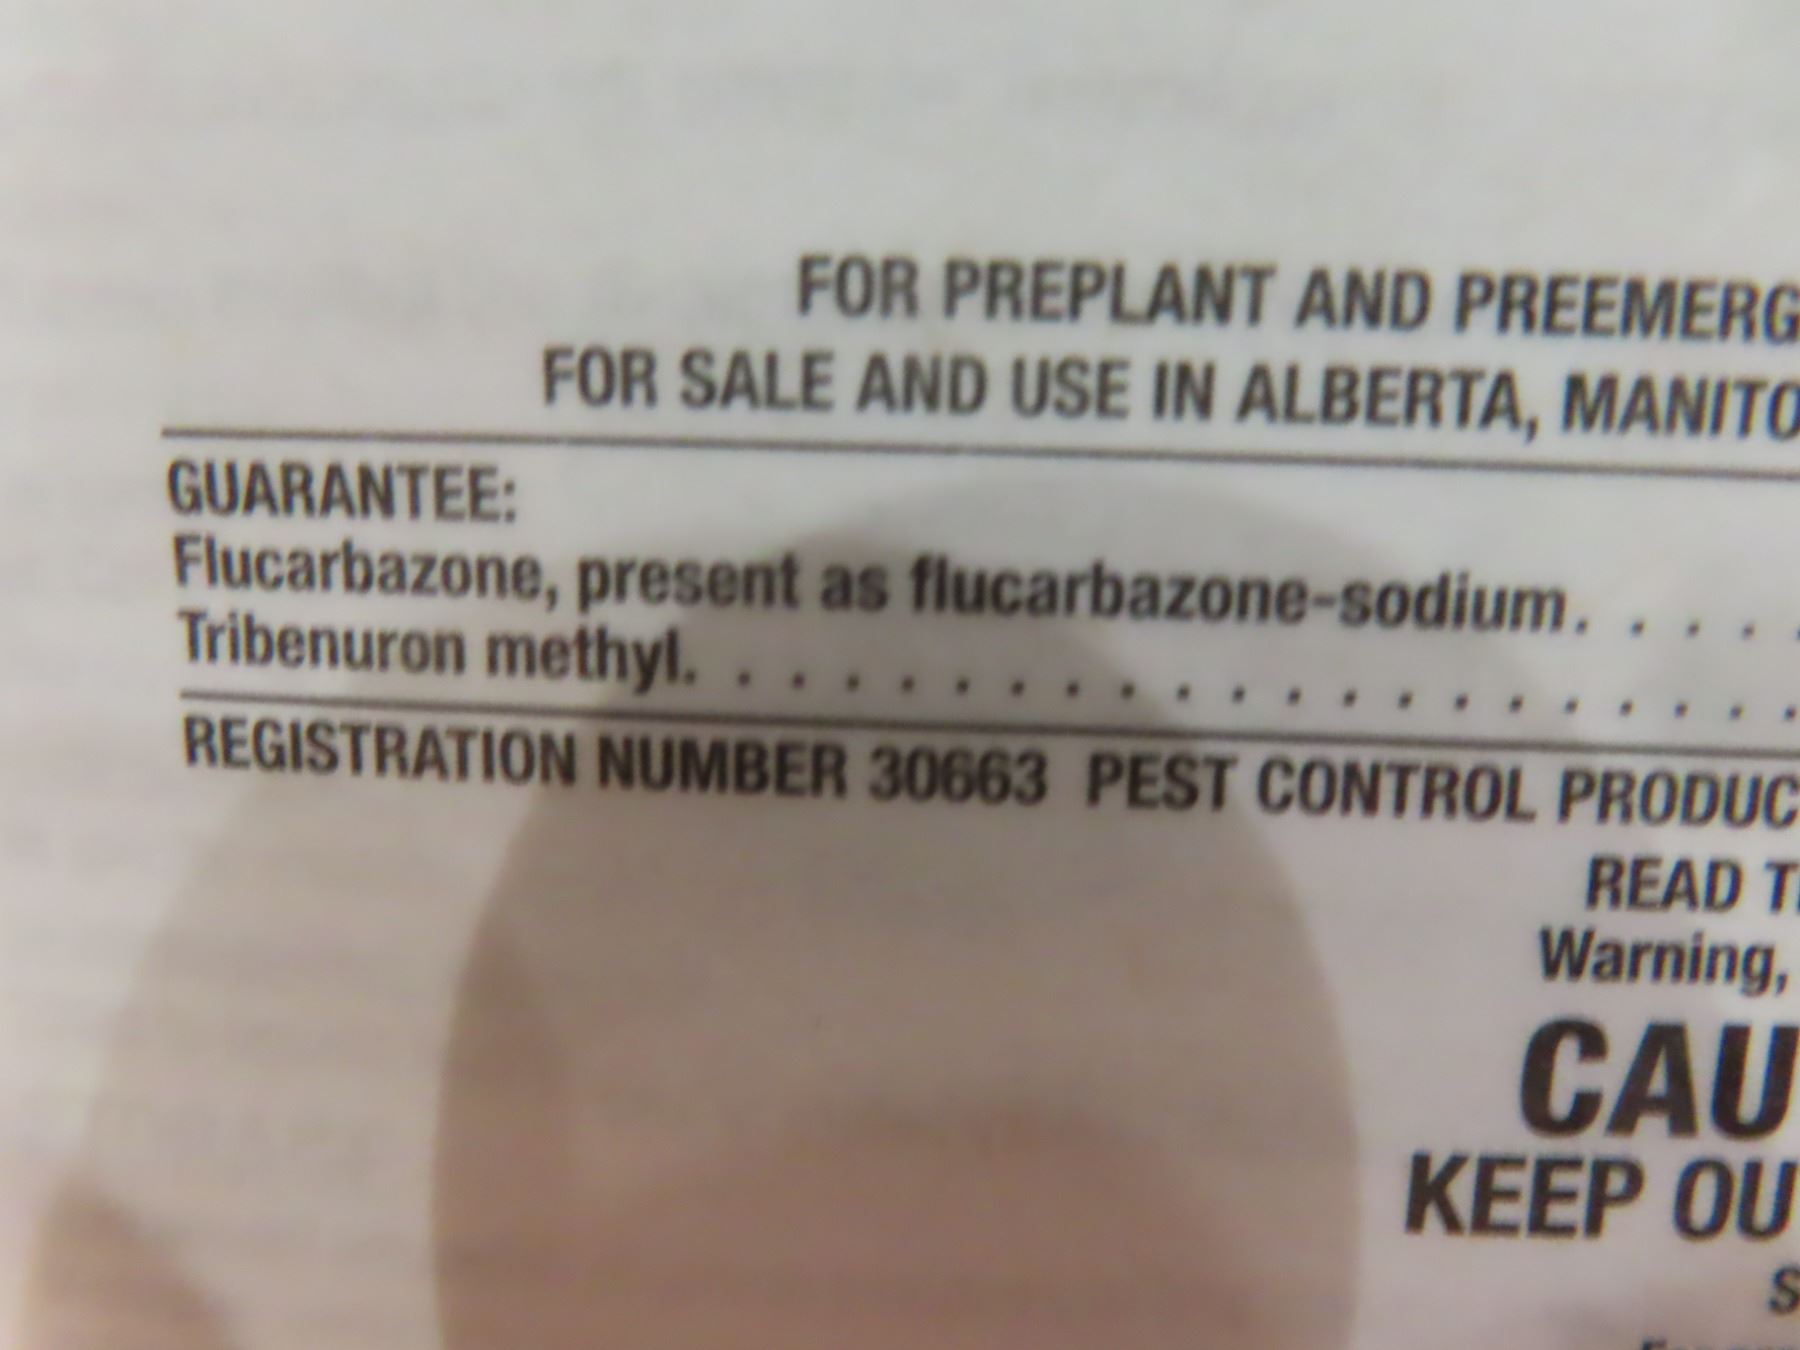 FOR PREPLANT AND PREEMERG
FOR SALE AND USE IN ALBERTA, MANITO
GUARANTEE:
Flucarbazone, present as flucarbazone-sodium. . . . .
Tribenuron methyl. . . . . . . . . . . . . . . . . . . . .
REGISTRATION NUMBER 30663 PEST CONTROL PRODUC
READ T
Warning,
CAU
KEEP OU
S